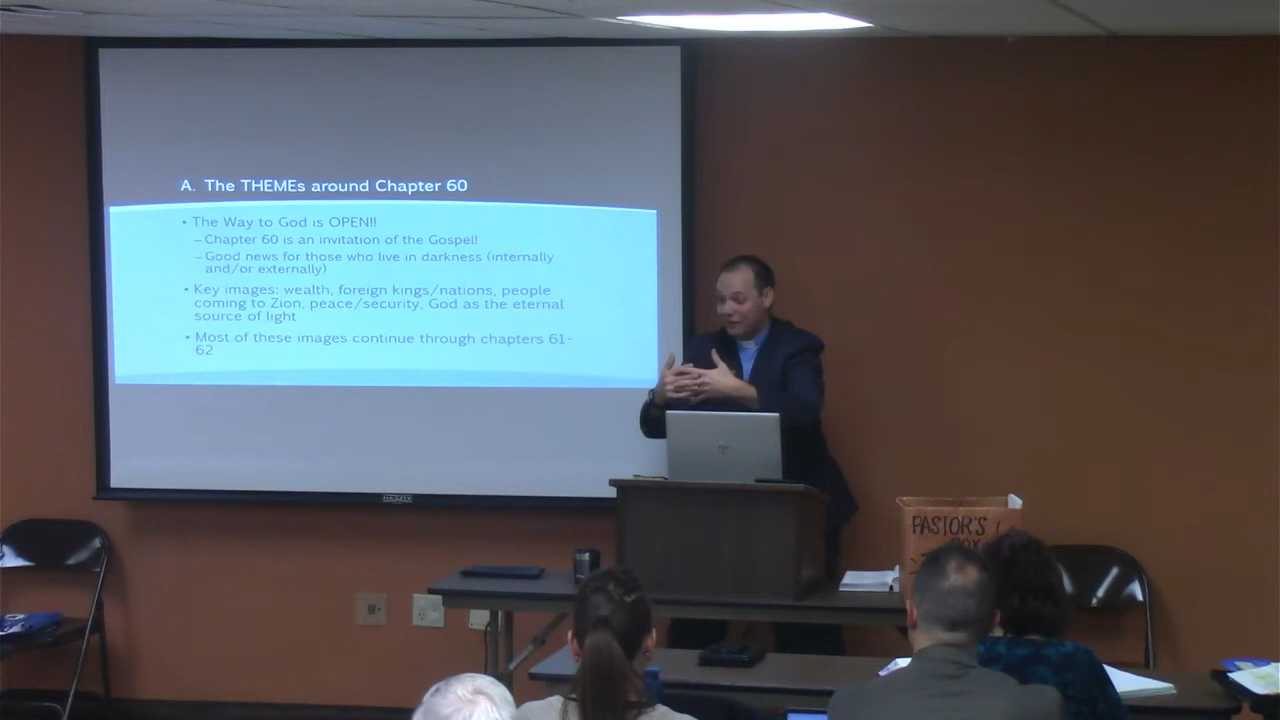 A. The THEMEs around Chapter 60
• The Way to God is OPEN!!
– Chapter 60 is an invitation of the Gospel!
– Good news for those who live in darkness (internally
and/or externally)
• Key images: wealth, foreign kings/nations, people
coming to Zion, peace/security, God as the eternal
source of light
• Most of these images continue through chapters 61-
62
PASTOR'S